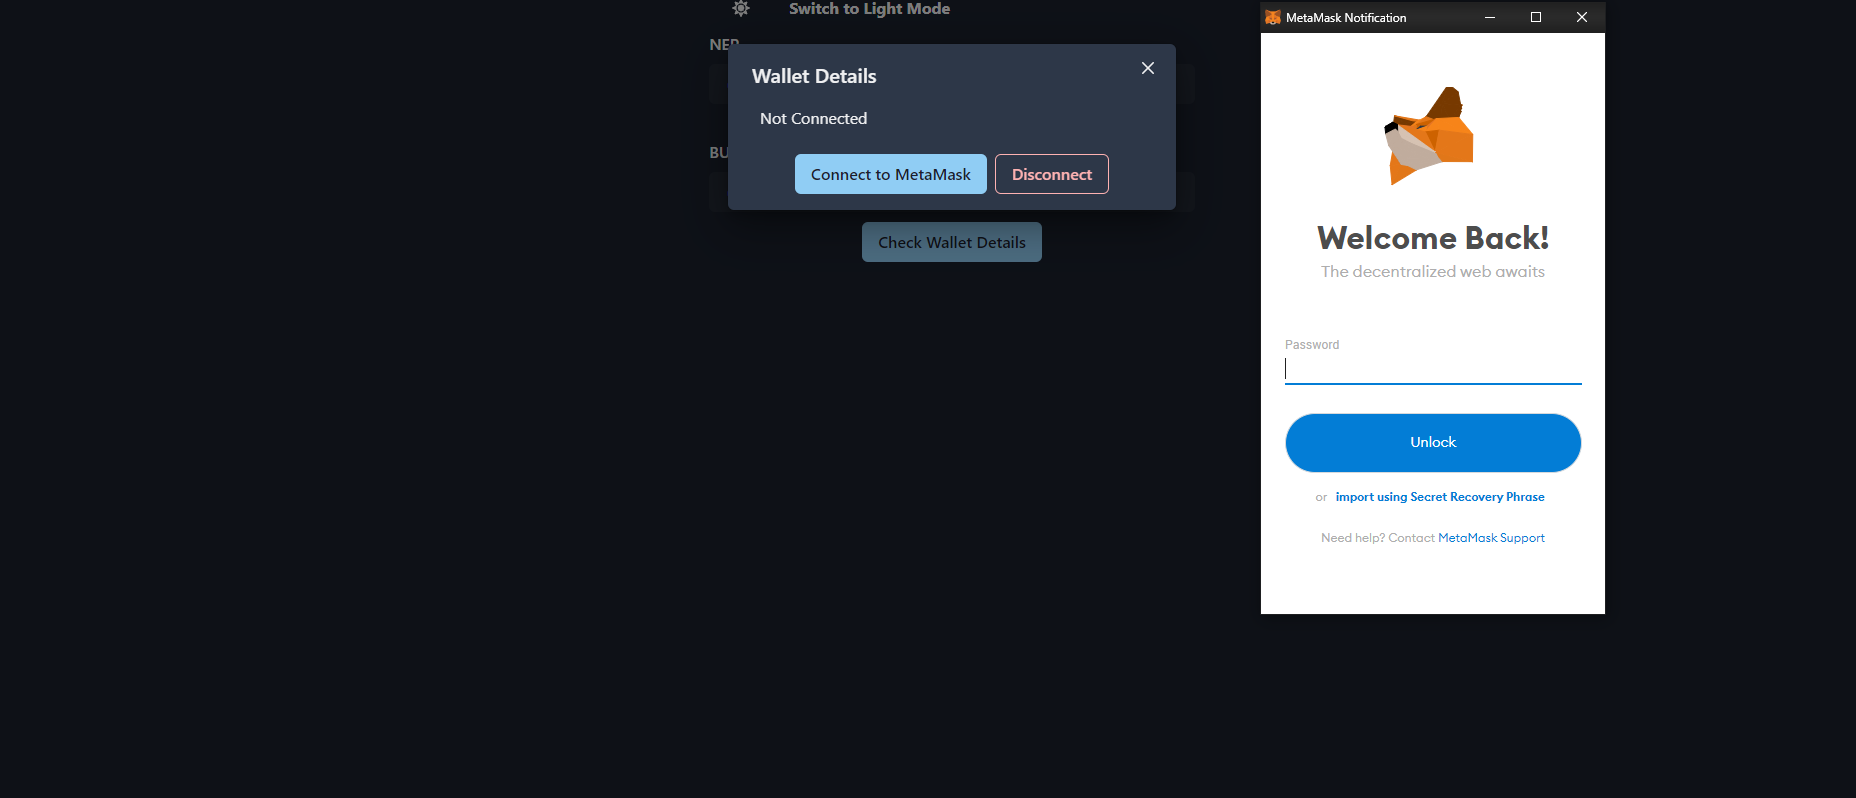 Switch to Light Mode
NEP
Wallet Details
Not Connected
BU
Connect to MetaMask
Disconnect
Check Wallet Details
MetaMask Notification
Welcome Back!
The decentralized web awaits
Password
Unlock
or import using Secret Recovery Phrase
Need help? Contact MetaMask Support